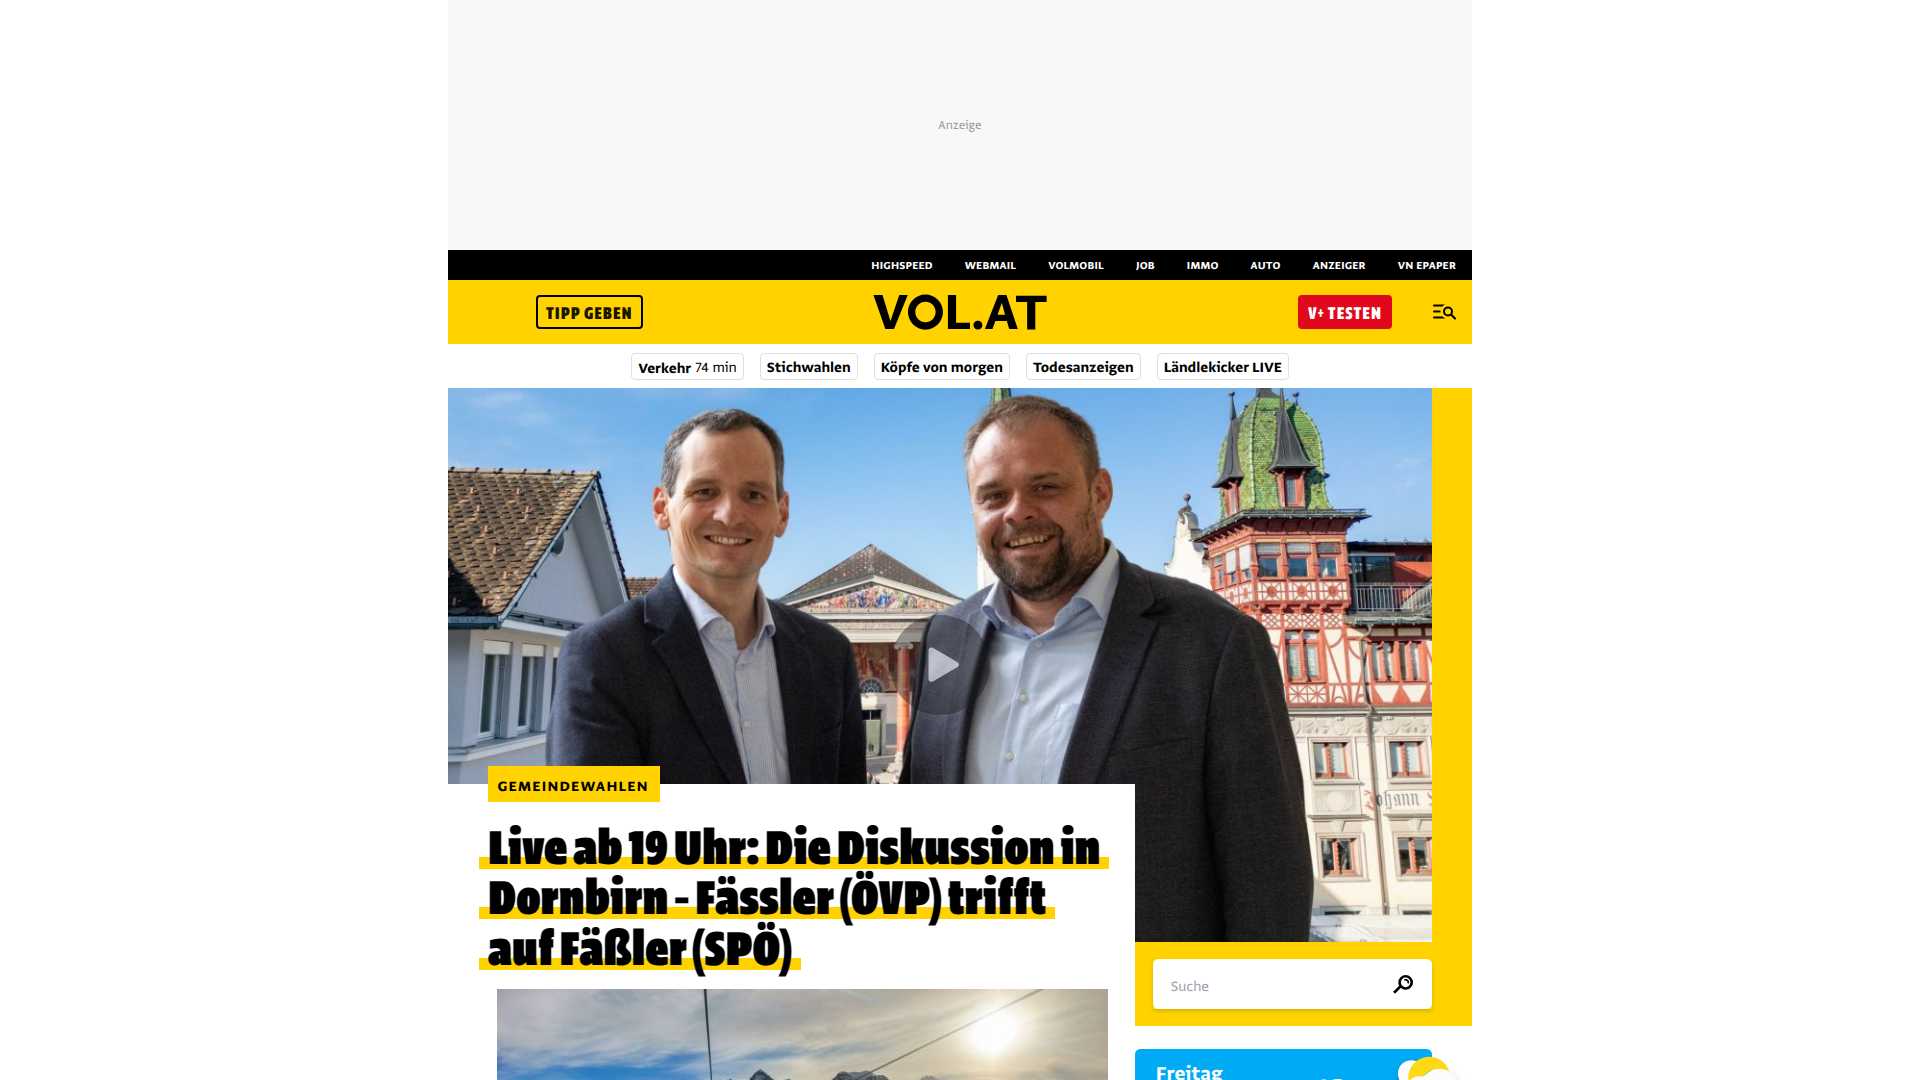 Anzeige
HIGHSPEED WEBMAIL VOLMOBIL JOB IMMO AUTO ANZEIGER VN EPAPER
TIPP GEBEN VOL.AT V+ TESTEN
Verkehr 74 min Stichwahlen Köpfe von morgen Todesanzeigen Ländlekicker LIVE
GEMEINDEWAHLEN
Live ab 19 Uhr: Die Diskussion in
Dornbirn - Fässler (ÖVP) trifft
auf Fäßler (SPÖ)
Suche
Freitag